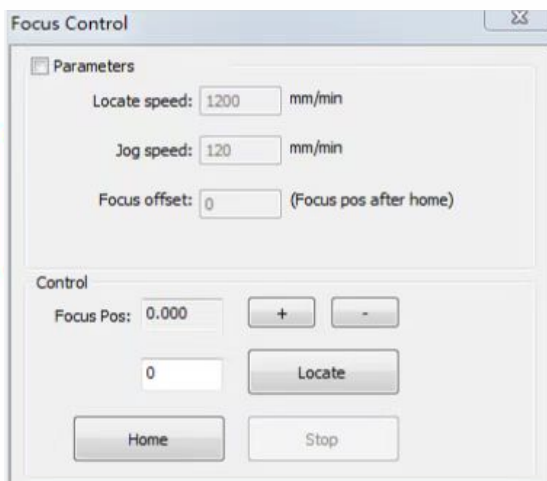 Focus Control
Parameters
Locate speed: 1200 mm/min
Jog speed: 120 mm/min
Focus offset: 0 (Focus pos after home)
Control
Focus Pos: 0.000 + -
0 Locate
Home Stop